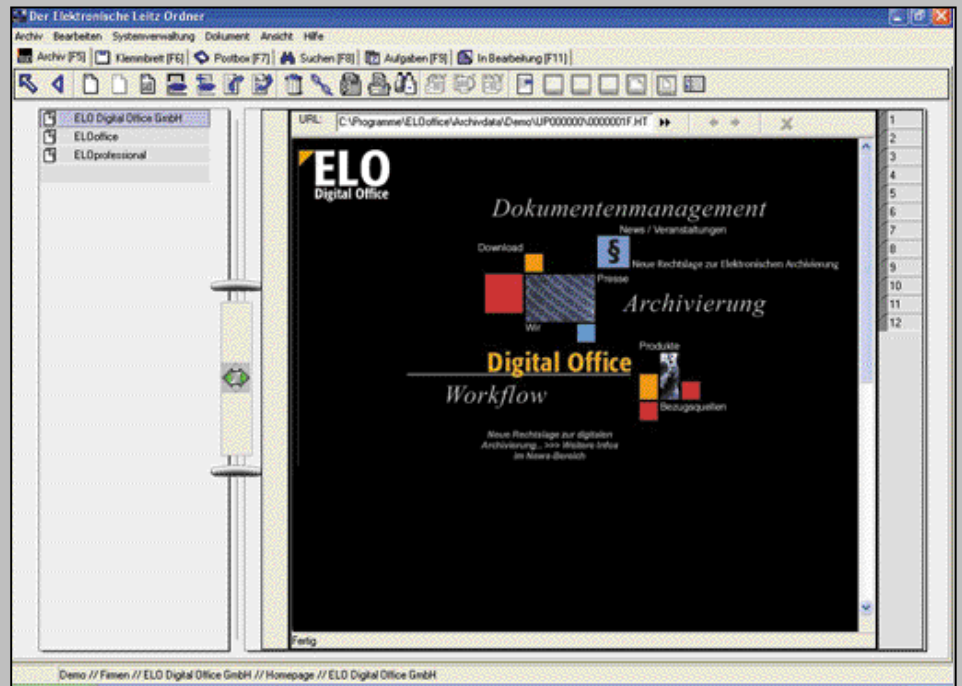 Der Elektronische Leitz Ordner
Archiv Bearbeiten Systemverwaltung Dokument Ansicht Hilfe
Archiv [F5] Klemmbrett [F6] Postbox [F7] Suchen [F8] Aufgaben [F9] In Bearbeitung [F11]
ELO Digital Office GmbH
ELOoffice
ELOprofessional
URL: C:\Programme\ELOoffice\Archivdata\Demo\UP000000\0000001F.HT
ELO
Digital Office
Dokumentenmanagement
News / Veranstaltungen
Download
§
Neue Rechtslage zur Elektronischen Archivierung
Presse
Archivierung
Wir
Produkte
Digital Office
Workflow
Bezugsquellen
Neue Rechtslage zur digitalen
Archivierung... >>> Weitere Infos
im News-Bereich
1
2
3
4
5
6
7
8
9
10
11
12
Fertig
Demo // Firmen // ELO Digital Office GmbH // Homepage // ELO Digital Office GmbH